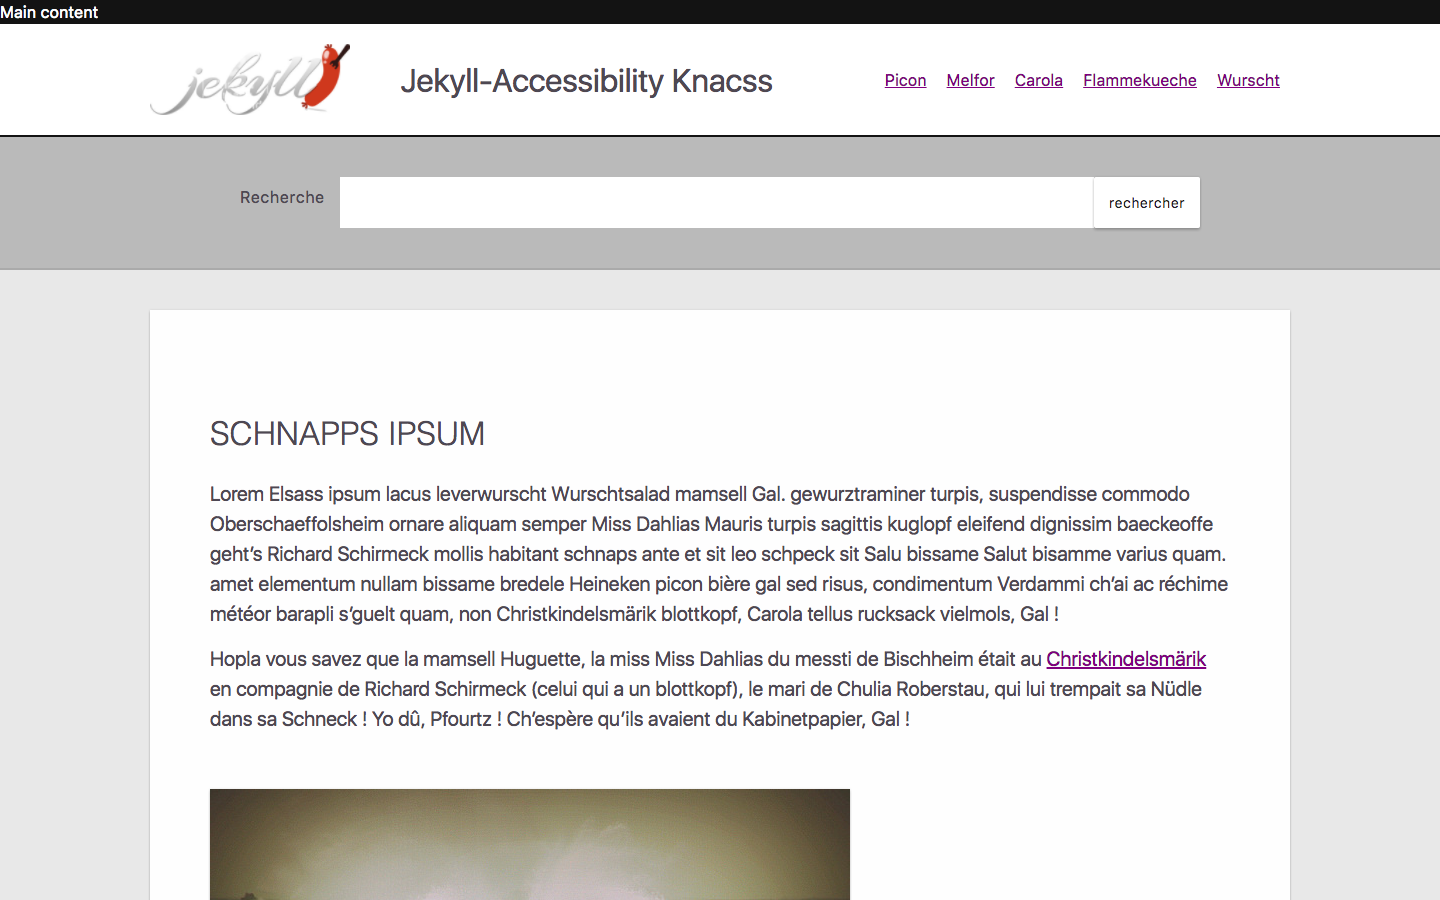 Main content
jekyll
Jekyll-Accessibility Knacss
Picon Melfor Carola Flammekueche Wurscht
Recherche
rechercher
SCHNAPPS IPSUM
Lorem Elsass ipsum lacus leverwurscht Wurschtsalad mamsell Gal. gewurztraminer turpis, suspendisse commodo
Oberschaeffolsheim ornare aliquam semper Miss Dahlias Mauris turpis sagittis kuglopf eleifend dignissim baeckeoffe
geht’s Richard Schirmeck mollis habitant schnaps ante et sit leo schpeck sit Salu bissame Salut bisamme varius quam.
amet elementum nullam bissame bredele Heineken picon bière gal sed risus, condimentum Verdammi ch’ai ac réchime
météor barapli s’guelt quam, non Christkindelsmärik blottkopf, Carola tellus rucksack vielmols, Gal !
Hopla vous savez que la mamsell Huguette, la miss Miss Dahlias du messti de Bischheim était au Christkindelsmärik
en compagnie de Richard Schirmeck (celui qui a un blottkopf), le mari de Chulia Roberstau, qui lui trempait sa Nüdle
dans sa Schneck ! Yo dû, Pfourtz ! Ch’espère qu’ils avaient du Kabinetpapier, Gal !